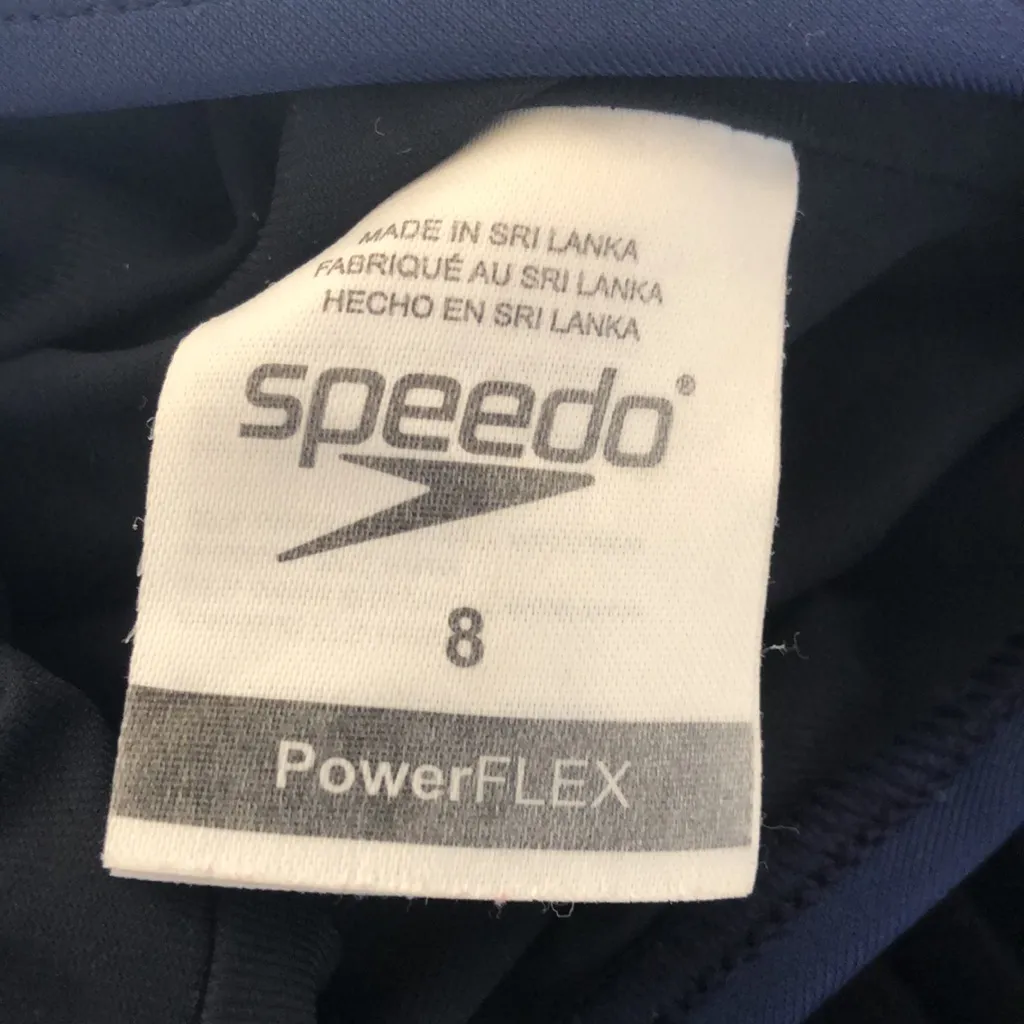 MADE IN SRI LANKA
FABRIQUÉ AU SRI LANKA
HECHO EN SRI LANKA
speedo®
8
PowerFLEX